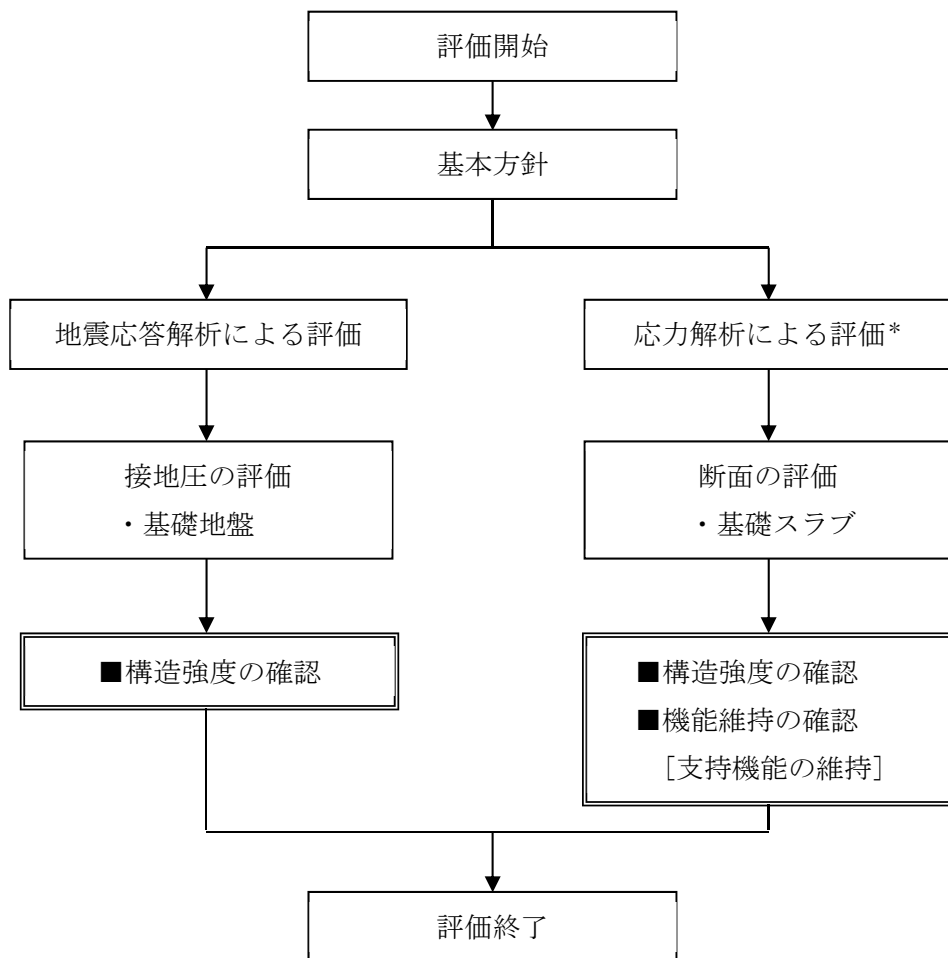 評価開始
基本方針
地震応答解析による評価
応力解析による評価*
接地圧の評価
・基礎地盤
断面の評価
・基礎スラブ
■構造強度の確認
■構造強度の確認
■機能維持の確認
［支持機能の維持］
評価終了